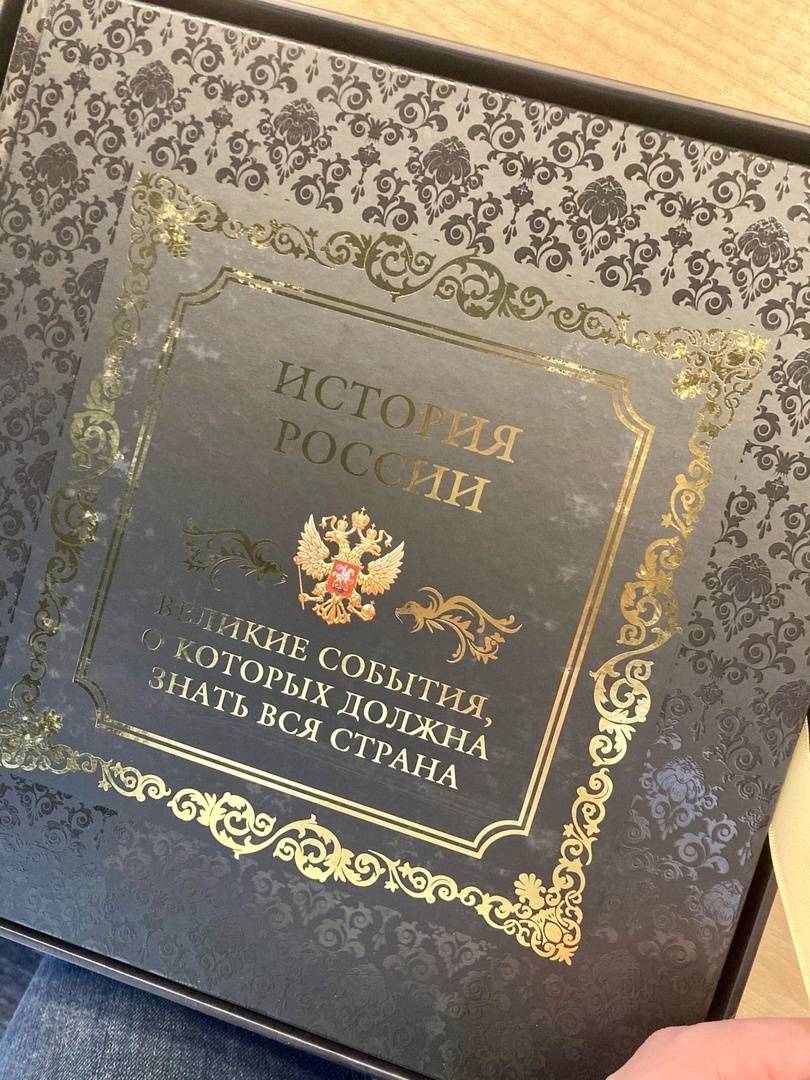 ИСТОРИЯ
РОССИИ
ВЕЛИКИЕ СОБЫТИЯ,
О КОТОРЫХ ДОЛЖНА
ЗНАТЬ ВСЯ СТРАНА